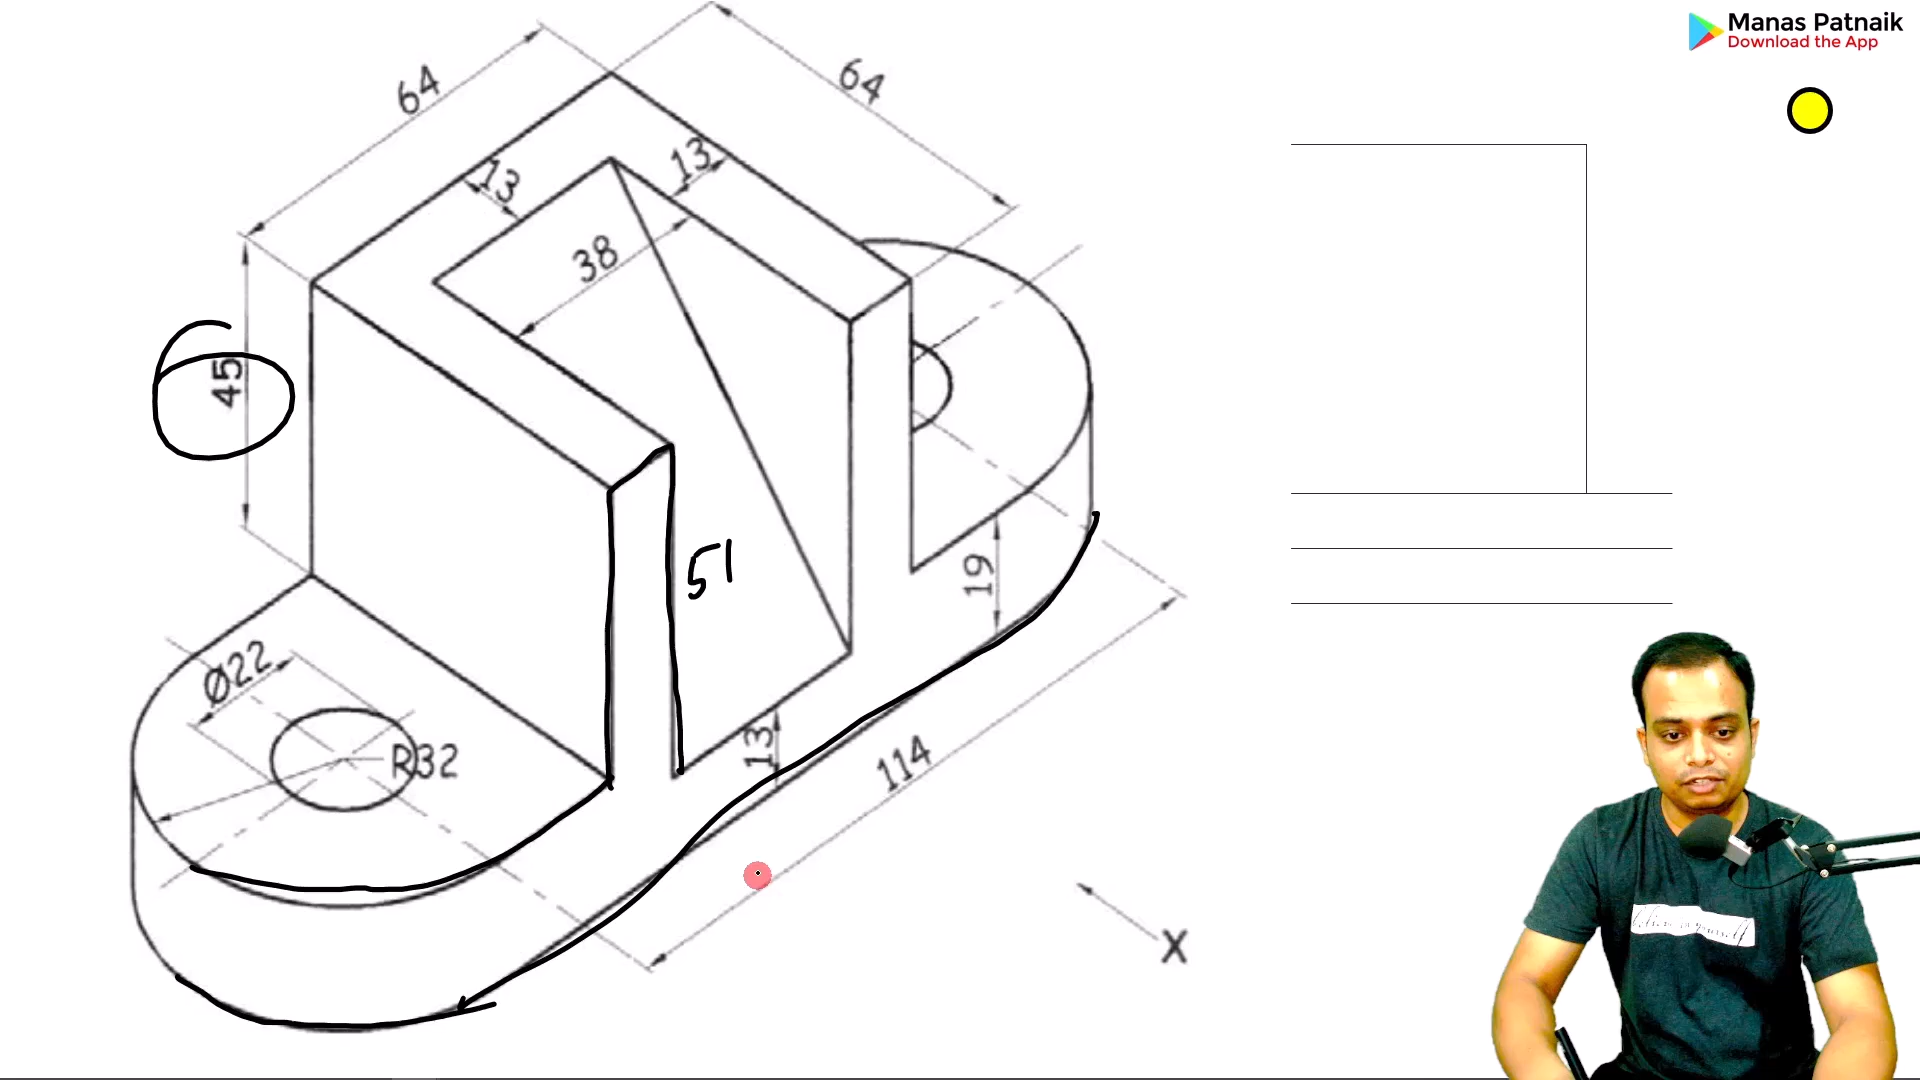 Manas Patnaik
Download the App
64
64
13
13
38
45
6
51
19
Ø22
R32
13
114
X